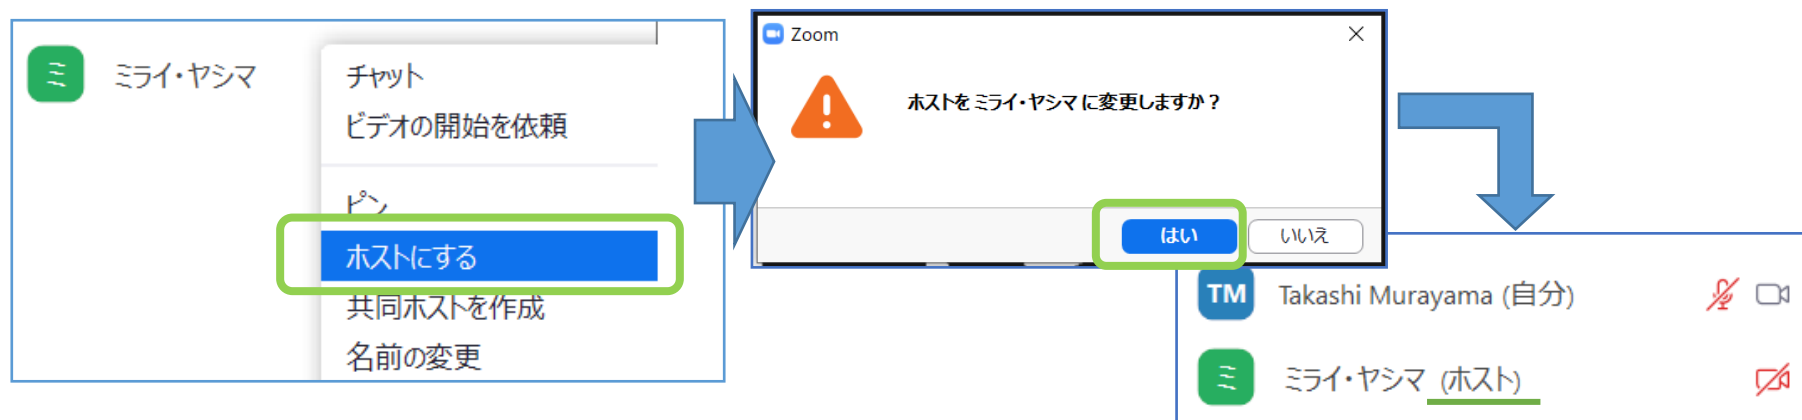 ミ
ミライ・ヤシマ
チャット
ビデオの開始を依頼
ピン
ホストにする
共同ホストを作成
名前の変更
Zoom
ホストを ミライ・ヤシマ に変更しますか？
はい
いいえ
TM
Takashi Murayama (自分)
ミ
ミライ・ヤシマ (ホスト)